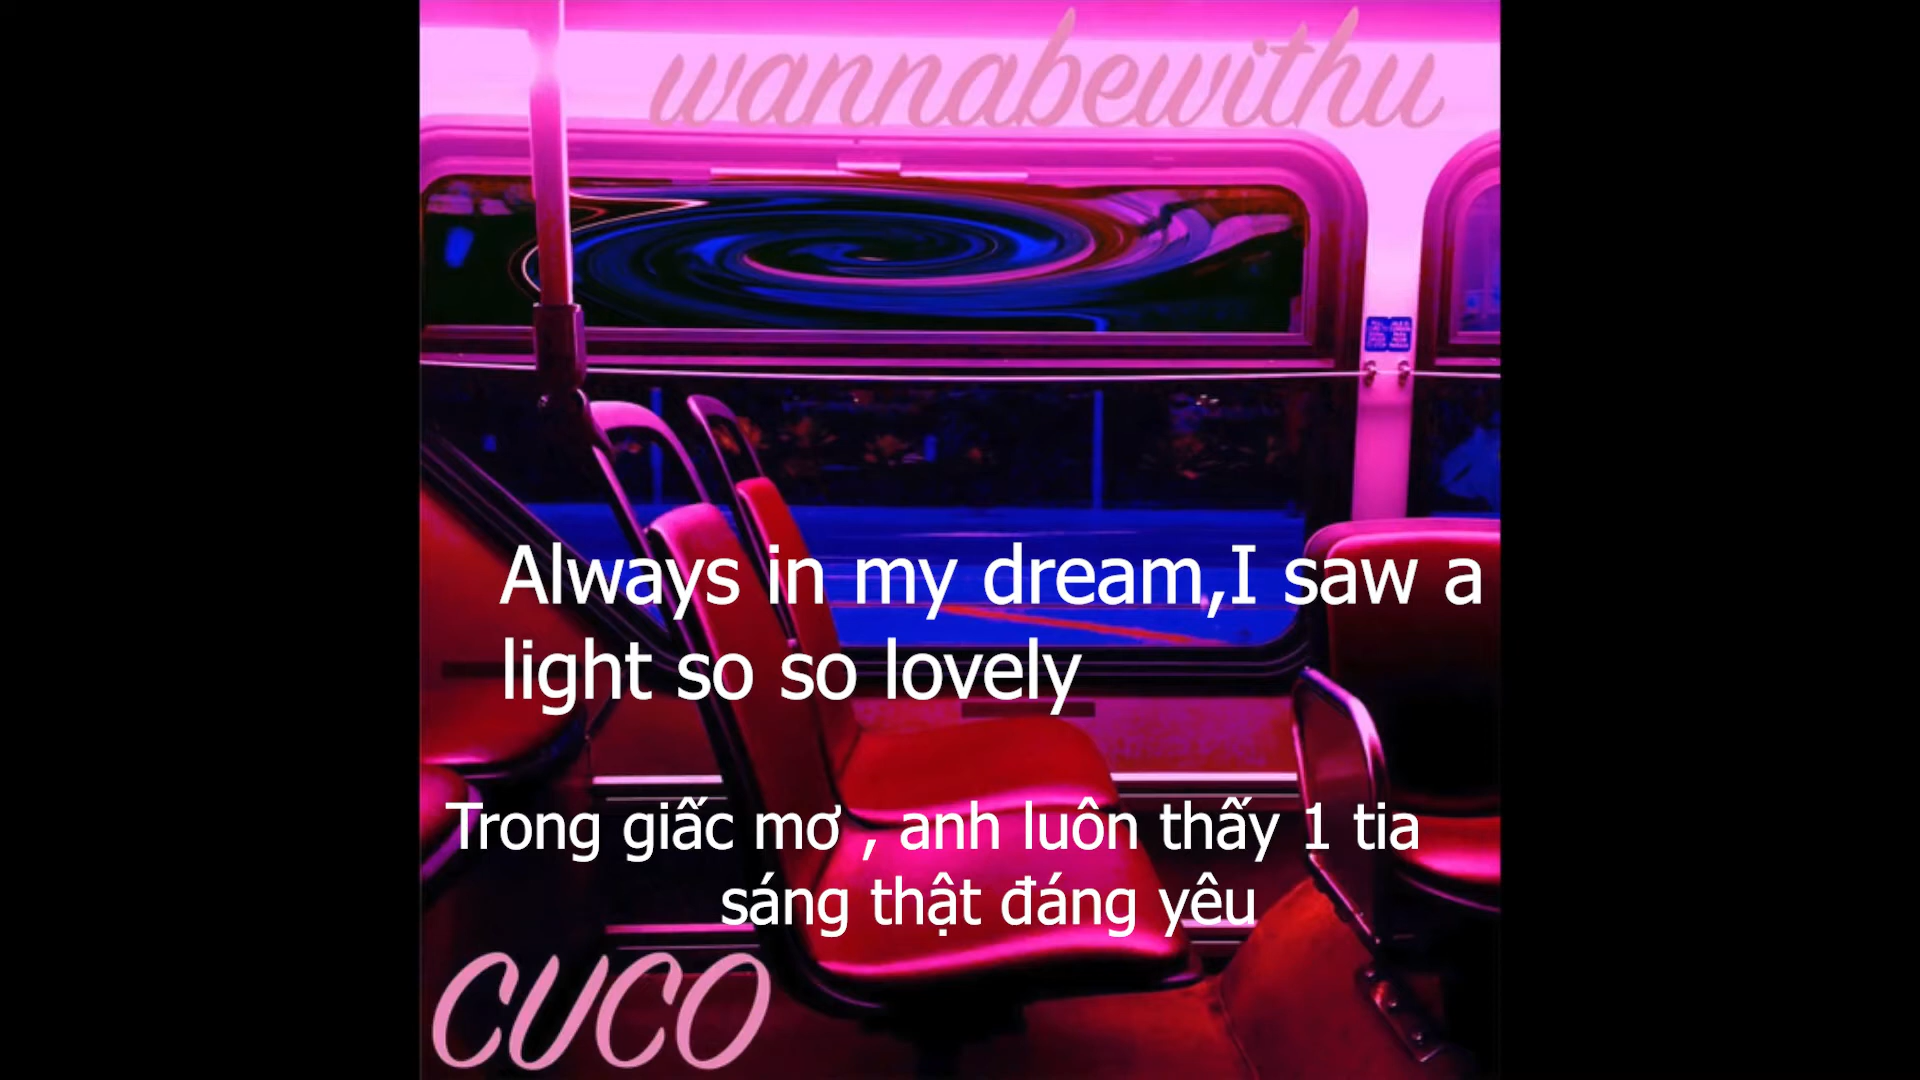 wannabewithu
Always in my dream,I saw a
light so so lovely
Trong giấc mơ , anh luôn thấy 1 tia
sáng thật đáng yêu
CUCO